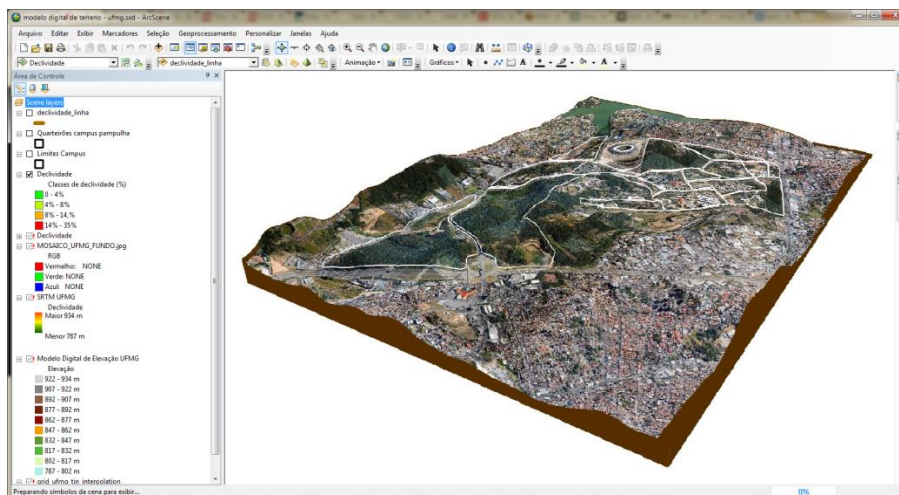 modelo digital de terreno - ufmg.sxd - ArcScene
Arquivo Editar Exibir Marcadores Seleção Geoprocessamento Personalizar Janelas Ajuda
Declividade declividade_linha Animação Gráficos
Área de Controle
Scene layers
declividade_linha
Quarteirões campus pampulha
Limites Campus
Declividade
Classes de declividade (%)
0 - 4%
4% - 8%
8% - 14,%
14% - 35%
Declividade
MOSAICO_UFMG_FUNDO.jpg
RGB
Vermelho: NONE
Verde: NONE
Azul: NONE
SRTM UFMG
Declividade
Maior 934 m
Menor 787 m
Modelo Digital de Elevação UFMG
Elevação
922 - 934 m
907 - 922 m
892 - 907 m
877 - 892 m
862 - 877 m
847 - 862 m
832 - 847 m
817 - 832 m
802 - 817 m
787 - 802 m
grid_ufmg_tin_interpolation
Preparando símbolos da cena para exibir... 0%